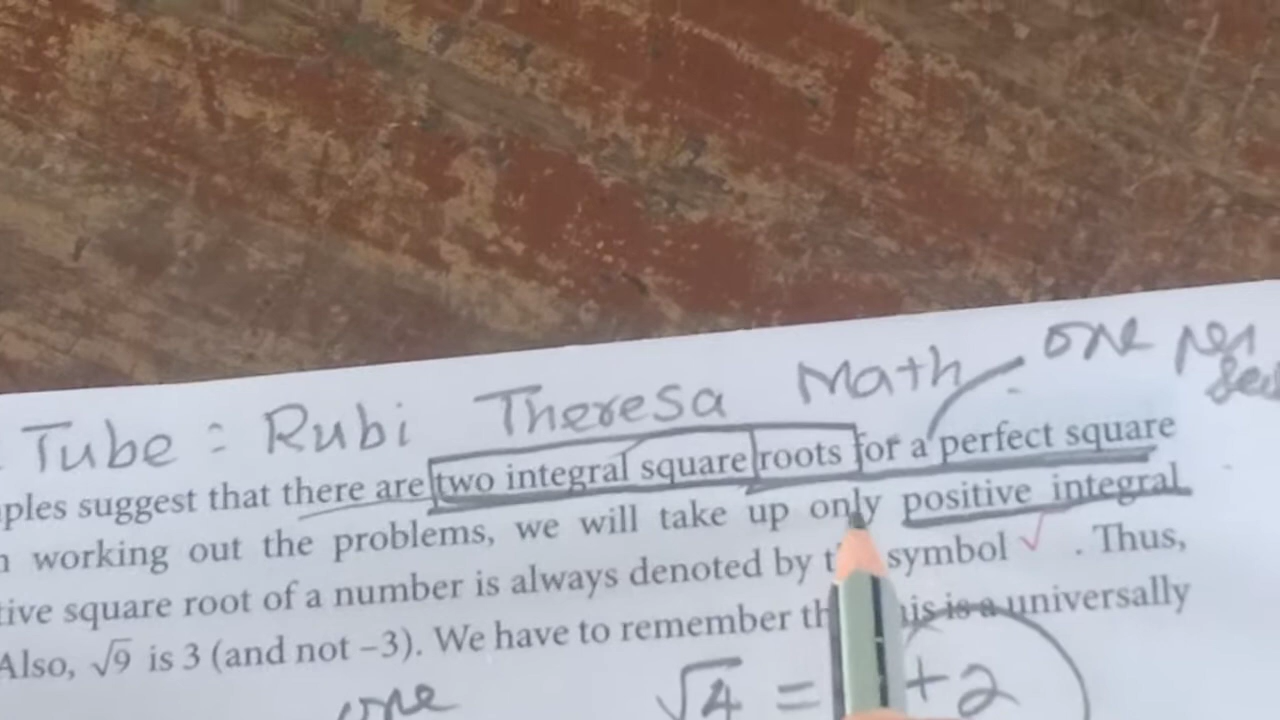 Tube : Rubi Theresa Math one per
ples suggest that there are two integral square roots for a perfect square
working out the problems, we will take up only positive integral
tive square root of a number is always denoted by symbol √ . Thus,
Also, √9 is 3 (and not –3). We have to remember is a universally
one √4 = +2